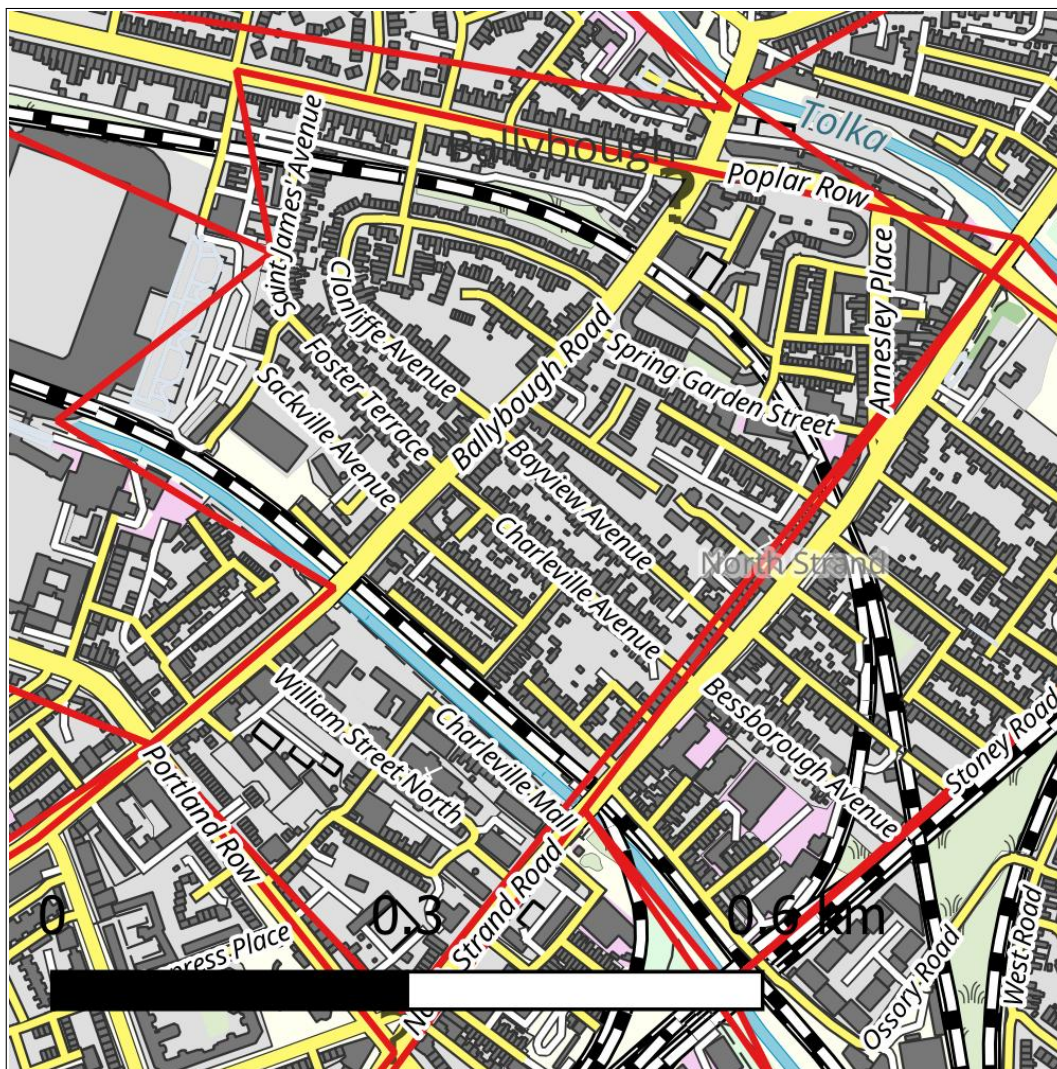 Tolka
Ballybough
?
Poplar Row
Saint James' Avenue
Annesley Place
Clonliffe Avenue
Ballybough Road
Spring Garden Street
Foster Terrace
Sackville Avenue
Bayview Avenue
Charleville Avenue
North Strand
Bessborough Avenue
Stoney Road
William Street North
Charleville Mall
Portland Row
Strand Road
West Road
Ossory Road
press Place
0
0.3
0.6 km